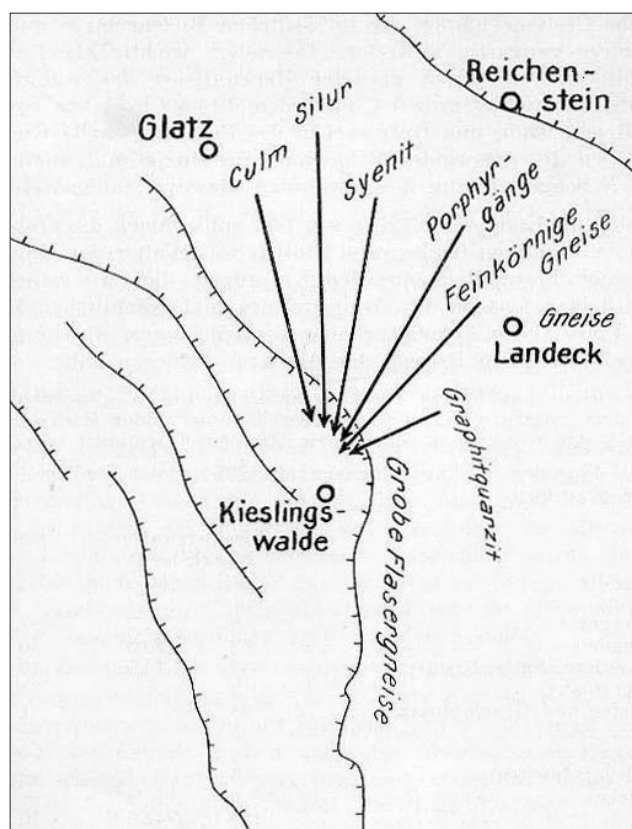 Reichen-
stein
Glatz
Culm
Silur
Syenit
Porphyr-
gänge
Feinkörnige
Gneise
Gneise
Landeck
Graphitquarzit
Kieslings-
walde
Grobe Flasergneise